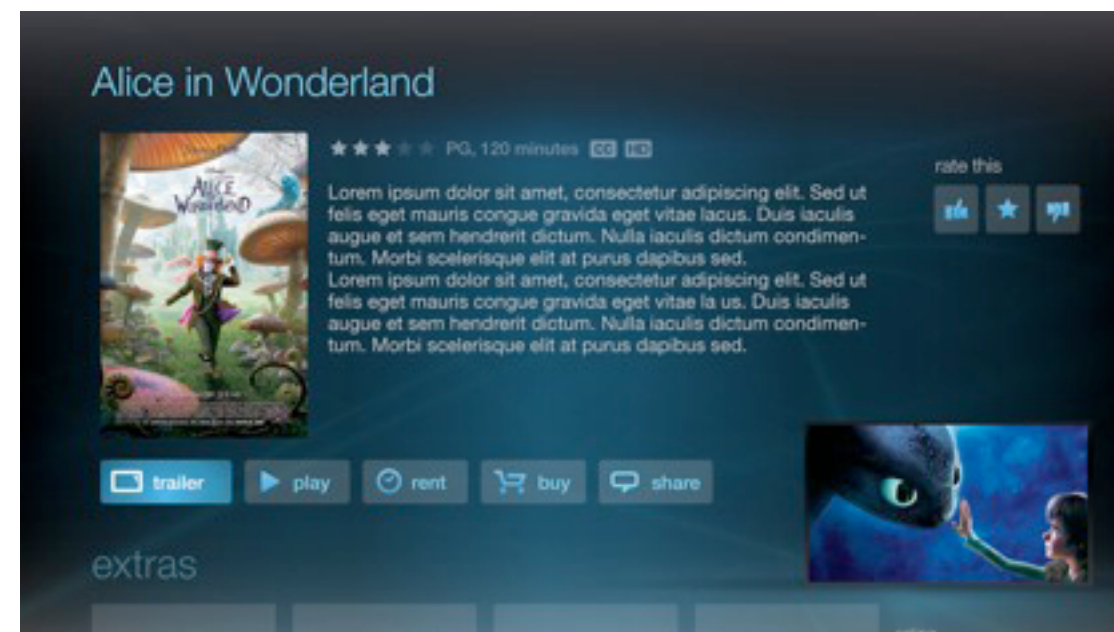 Alice in Wonderland
PG, 120 minutes CC HD
rate this
ALICE
IN
WONDERLAND
Lorem ipsum dolor sit amet, consectetur adipiscing elit. Sed ut
felis eget mauris congue gravida eget vitae lacus. Duis iaculis
augue et sem hendrerit dictum. Nulla iaculis dictum condimen-
tum. Morbi scelerisque elit at purus dapibus sed.
Lorem ipsum dolor sit amet, consectetur adipiscing elit. Sed ut
felis eget mauris congue gravida eget vitae la us. Duis iaculis
augue et sem hendrerit dictum. Nulla iaculis dictum condimen-
tum. Morbi scelerisque elit at purus dapibus sed.
trailer play rent buy share
extras